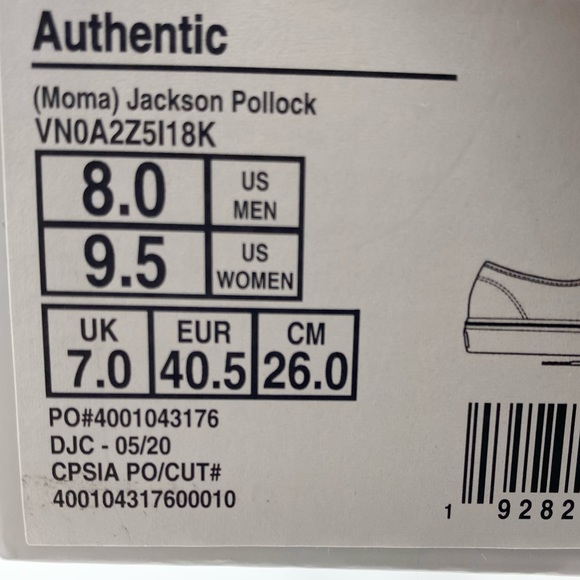 Authentic
(Moma) Jackson Pollock
VN0A2Z5I18K
8.0 US MEN
9.5 US WOMEN
UK EUR CM
7.0 40.5 26.0
PO#4001043176
DJC - 05/20
CPSIA PO/CUT#
400104317600010
1 9282